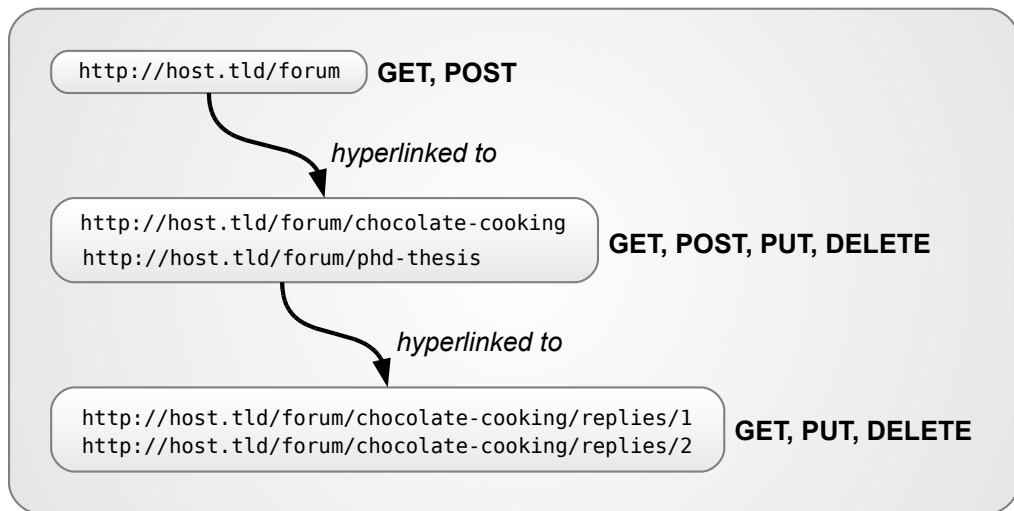 http://host.tld/forum GET, POST
hyperlinked to
http://host.tld/forum/chocolate-cooking
http://host.tld/forum/phd-thesis
GET, POST, PUT, DELETE
hyperlinked to
http://host.tld/forum/chocolate-cooking/replies/1
http://host.tld/forum/chocolate-cooking/replies/2
GET, PUT, DELETE